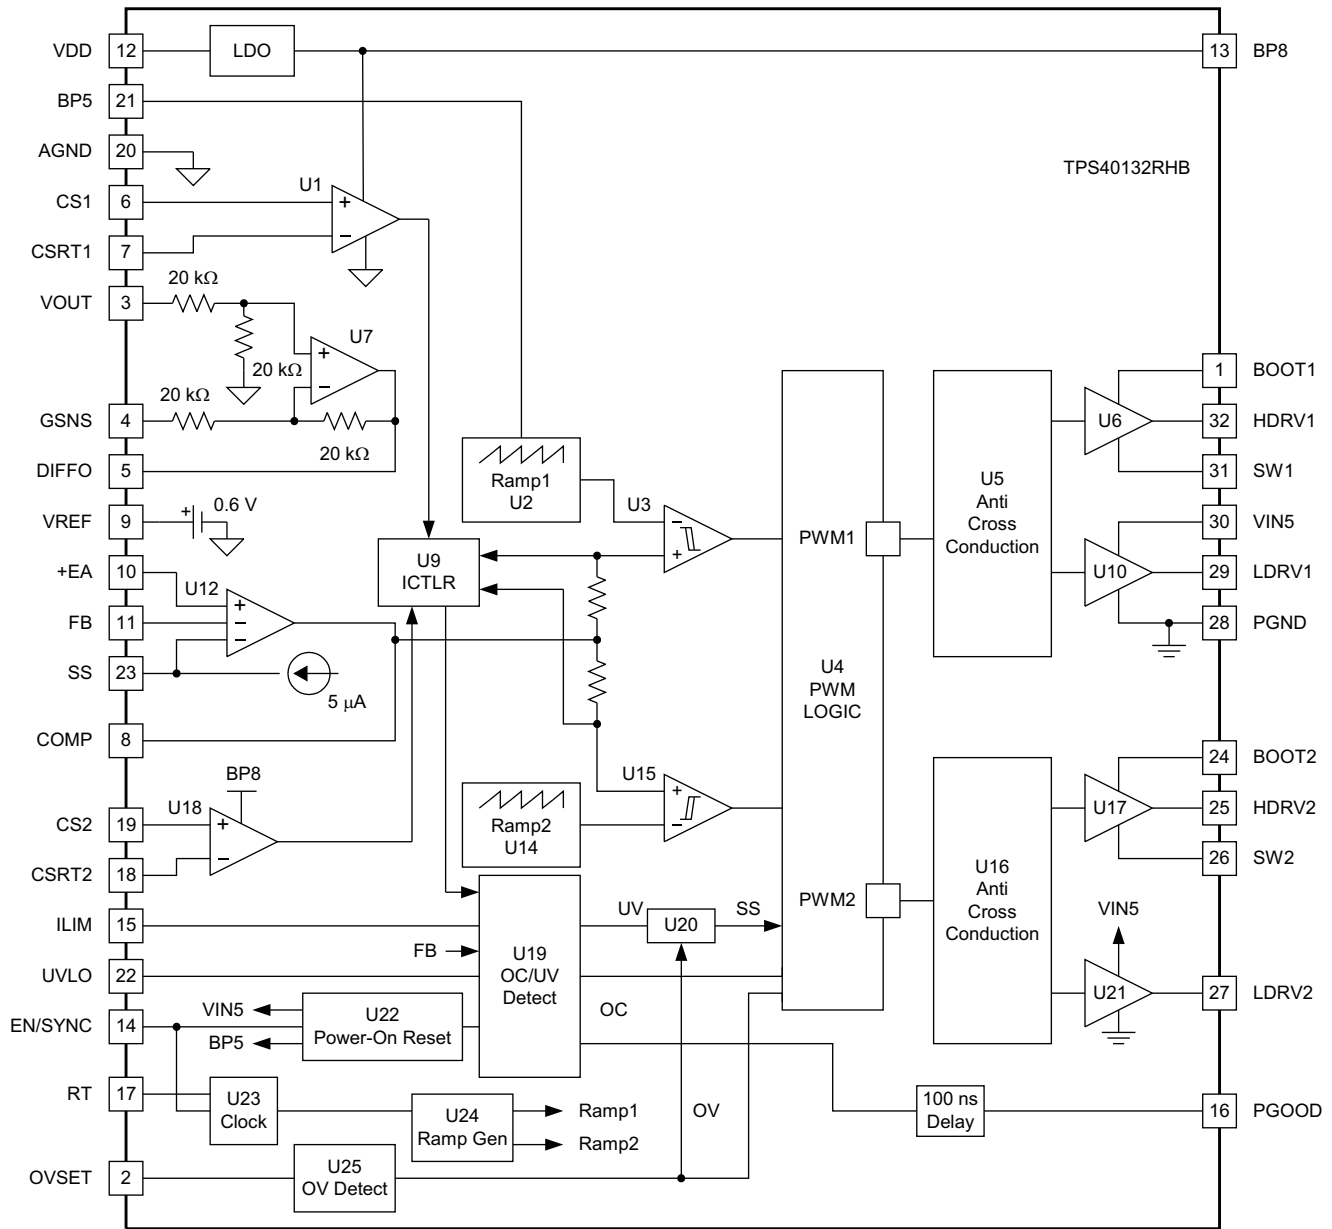 VDD 12 LDO 13 BP8
BP5 21
AGND 20
TPS40132RHB
CS1 6 U1
+
−
CSRT1 7
20 kΩ
VOUT 3
U7
+
−
20 kΩ
20 kΩ
GSNS 4
20 kΩ
DIFFO 5
1 BOOT1
U6 32 HDRV1
31 SW1
Ramp1
U2
U3
−
+
VREF 9 + 0.6 V
30 VIN5
U5
Anti
Cross
Conduction
PWM1
U9
ICTLR
+EA 10 U12
+
−
−
U10 29 LDRV1
FB 11
28 PGND
SS 23
5 μA
U4
PWM
LOGIC
COMP 8
BP8
24 BOOT2
U15
+
−
U18
+
−
CS2 19
Ramp2
U14
U17 25 HDRV2
CSRT2 18
26 SW2
U16
Anti
Cross
Conduction
PWM2
ILIM 15
UV U20 SS
VIN5
FB
U19
OC/UV
Detect
UVLO 22
U21 27 LDRV2
VIN5
U22
Power-On Reset
OC
EN/SYNC 14
BP5
RT 17
U23
Clock
U24
Ramp Gen
Ramp1
Ramp2
OV
100 ns
Delay
16 PGOOD
OVSET 2
U25
OV Detect